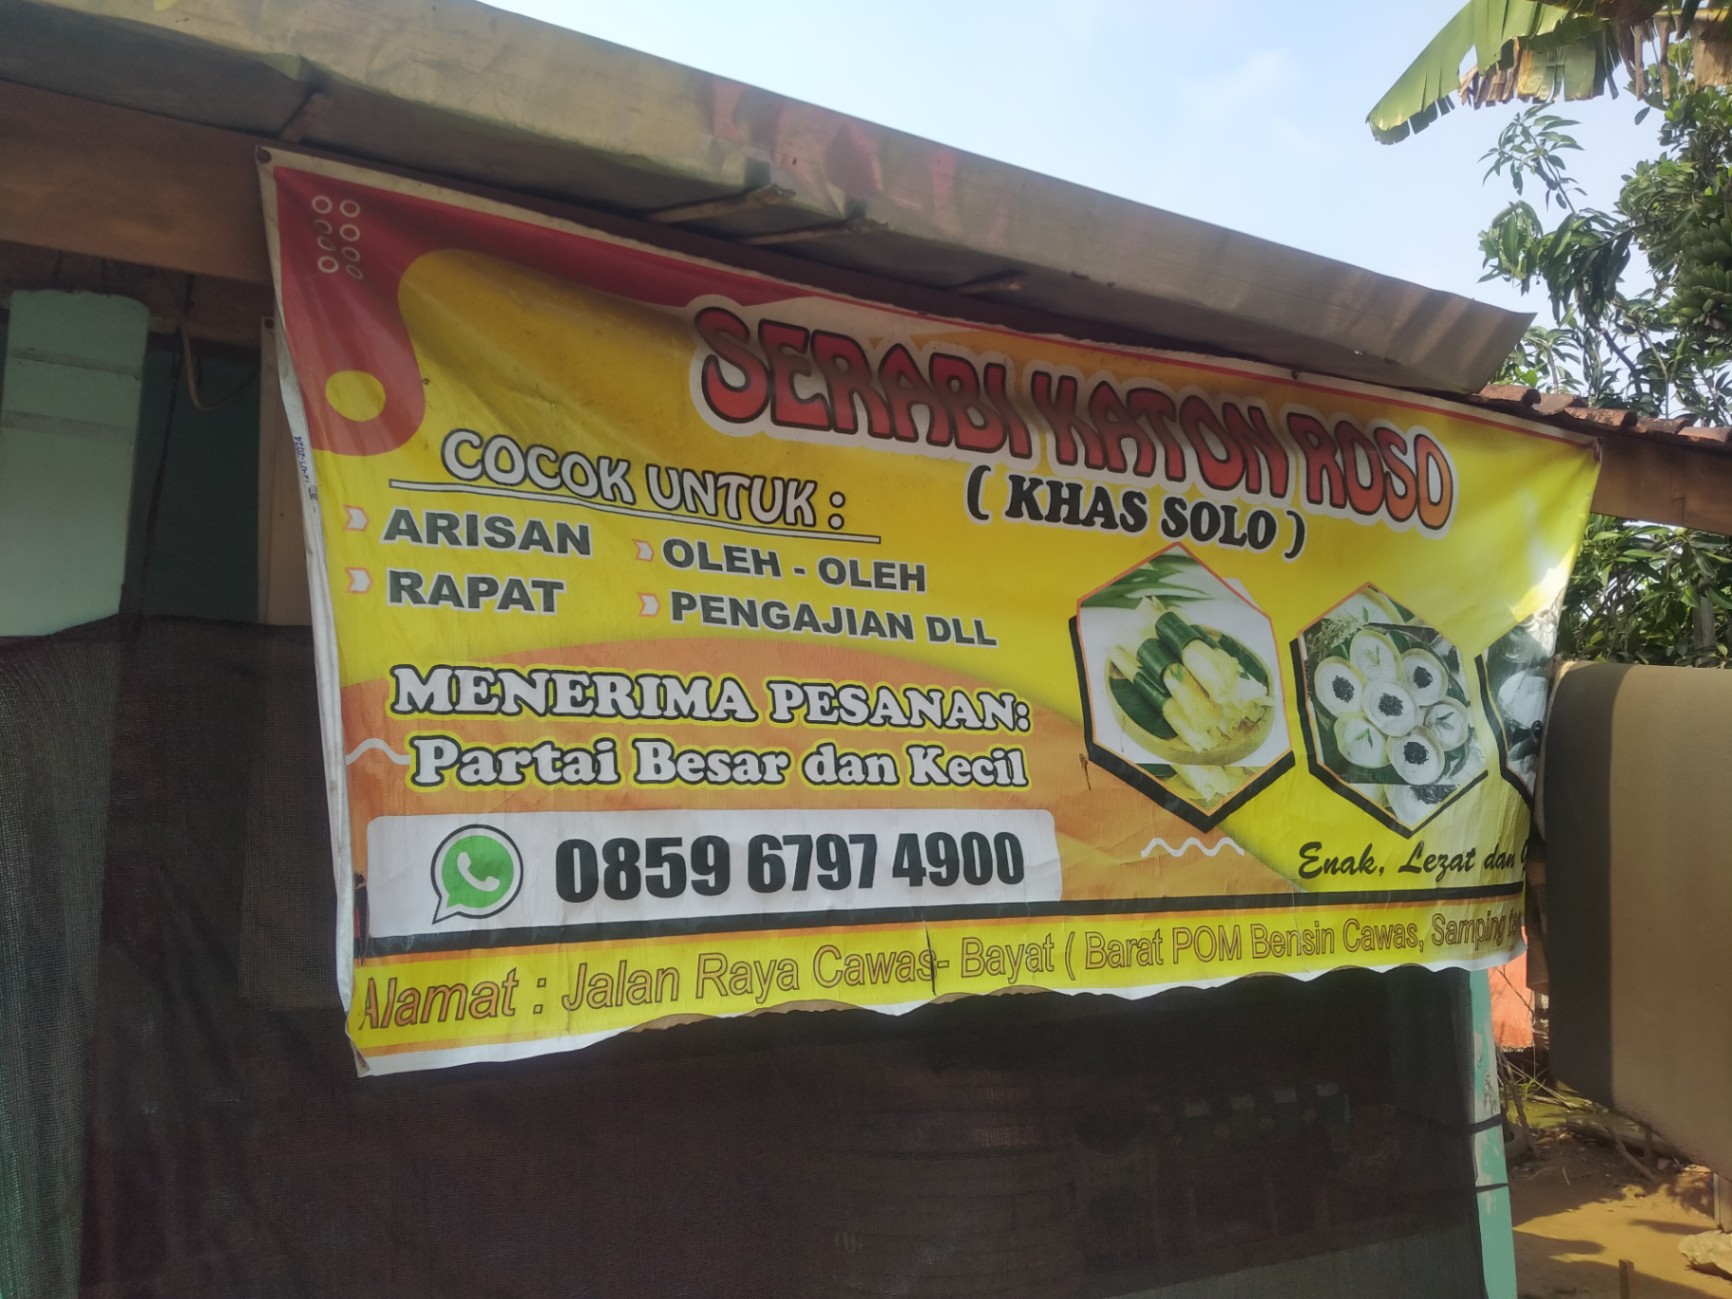 SERABI KATON ROSO
( KHAS SOLO )
COCOK UNTUK :
ARISAN
RAPAT
OLEH - OLEH
PENGAJIAN DLL
MENERIMA PESANAN:
Partai Besar dan Kecil
0859 6797 4900
Enak, Lezat dan
Alamat : Jalan Raya Cawas- Bayat ( Barat POM Bensin Cawas, Samping